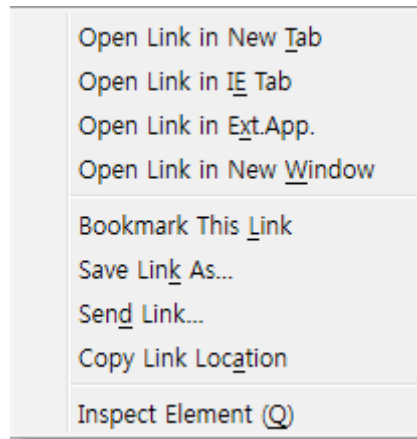 Open Link in New Tab
Open Link in IE Tab
Open Link in Ext.App.
Open Link in New Window
Bookmark This Link
Save Link As...
Send Link...
Copy Link Location
Inspect Element (Q)